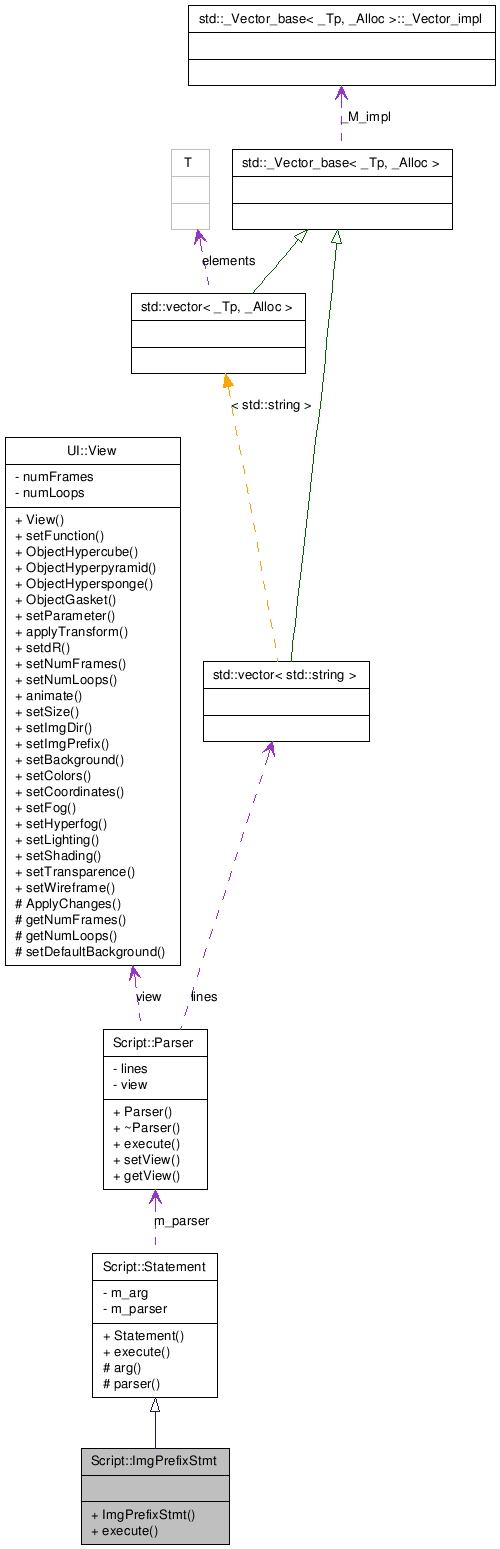 std::_Vector_base< _Tp, _Alloc >::_Vector_impl
_M_impl
T
std::_Vector_base< _Tp, _Alloc >
elements
std::vector< _Tp, _Alloc >
< std::string >
UI::View
- numFrames
- numLoops
+ View()
+ setFunction()
+ ObjectHypercube()
+ ObjectHyperpyramid()
+ ObjectHypersponge()
+ ObjectGasket()
+ setParameter()
+ applyTransform()
+ setdR()
+ setNumFrames()
+ setNumLoops()
+ animate()
+ setSize()
+ setImgDir()
+ setImgPrefix()
+ setBackground()
+ setColors()
+ setCoordinates()
+ setFog()
+ setHyperfog()
+ setLighting()
+ setShading()
+ setTransparence()
+ setWireframe()
# ApplyChanges()
# getNumFrames()
# getNumLoops()
# setDefaultBackground()
std::vector< std::string >
view
lines
Script::Parser
- lines
- view
+ Parser()
+ ~Parser()
+ execute()
+ setView()
+ getView()
m_parser
Script::Statement
- m_arg
- m_parser
+ Statement()
+ execute()
# arg()
# parser()
Script::ImgPrefixStmt
+ ImgPrefixStmt()
+ execute()